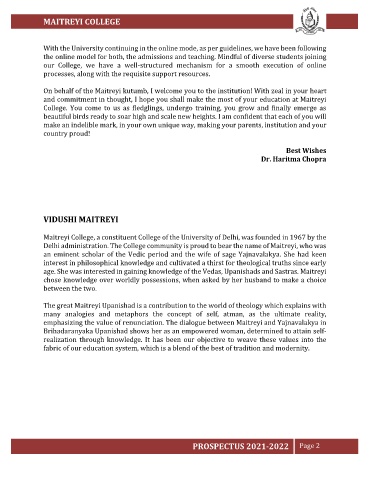 MAITREYI COLLEGE
With the University continuing in the online mode, as per guidelines, we have been following
the online model for both, the admissions and teaching. Mindful of diverse students joining
our College, we have a well-structured mechanism for a smooth execution of online
processes, along with the requisite support resources.
On behalf of the Maitreyi kutumb, I welcome you to the institution! With zeal in your heart
and commitment in thought, I hope you shall make the most of your education at Maitreyi
College. You come to us as fledglings, undergo training, you grow and finally emerge as
beautiful birds ready to soar high and scale new heights. I am confident that each of you will
make an indelible mark, in your own unique way, making your parents, institution and your
country proud!
Best Wishes
Dr. Haritma Chopra
VIDUSHI MAITREYI
Maitreyi College, a constituent College of the University of Delhi, was founded in 1967 by the
Delhi administration. The College community is proud to bear the name of Maitreyi, who was
an eminent scholar of the Vedic period and the wife of sage Yajnavalakya. She had keen
interest in philosophical knowledge and cultivated a thirst for theological truths since early
age. She was interested in gaining knowledge of the Vedas, Upanishads and Sastras. Maitreyi
chose knowledge over worldly possessions, when asked by her husband to make a choice
between the two.
The great Maitreyi Upanishad is a contribution to the world of theology which explains with
many analogies and metaphors the concept of self, atman, as the ultimate reality,
emphasizing the value of renunciation. The dialogue between Maitreyi and Yajnavalakya in
Brihadaranyaka Upanishad shows her as an empowered woman, determined to attain self-
realization through knowledge. It has been our objective to weave these values into the
fabric of our education system, which is a blend of the best of tradition and modernity.
PROSPECTUS 2021-2022 Page 2